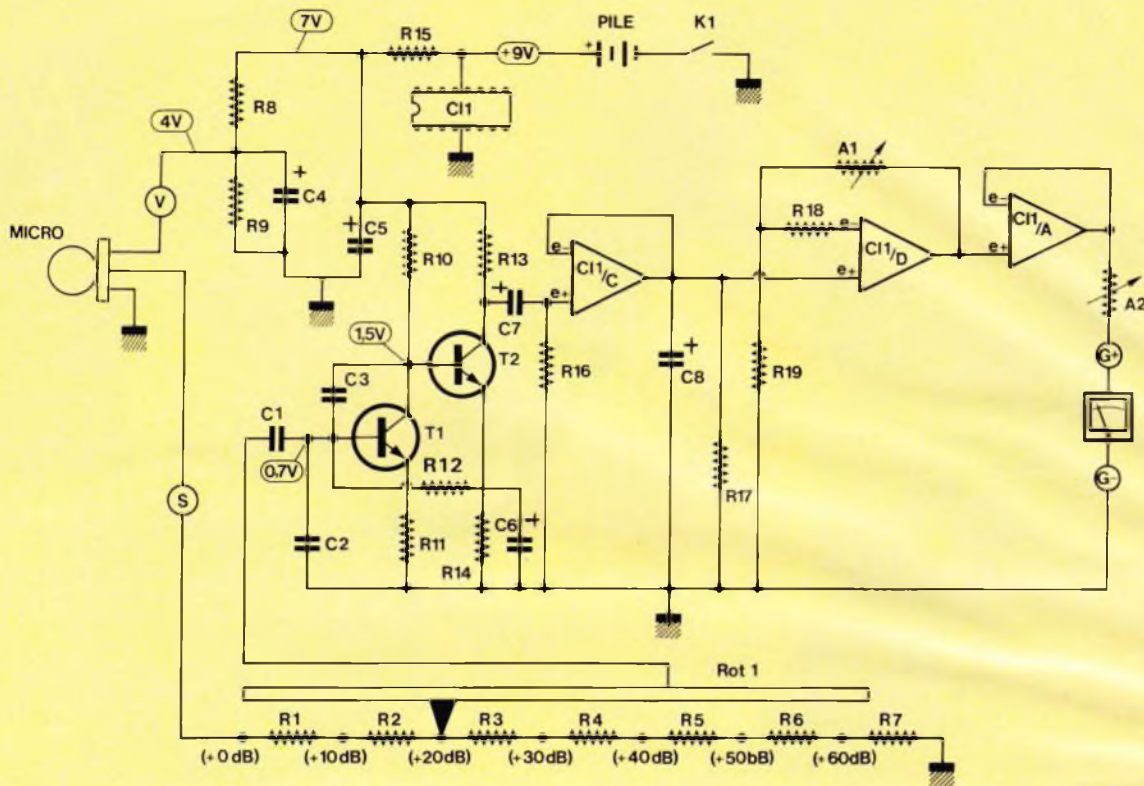 7V
R15
+9V
PILE
K1
+
R8
CI1
4V
A1
+
C4
V
R9
MICRO
+
C5
R10
R13
R18
e-
e+
CI1/D
e-
e+
CI1/A
e-
e+
CI1/C
+
C7
A2
1,5V
T2
G+
C3
R16
+
C8
R19
C1
T1
0,7V
R12
G-
S
R17
C2
R11
C6
+
R14
Rot 1
R1 R2 R3 R4 R5 R6 R7
(+0dB) (+10dB) (+20dB) (+30dB) (+40dB) (+50bB) (+60dB)